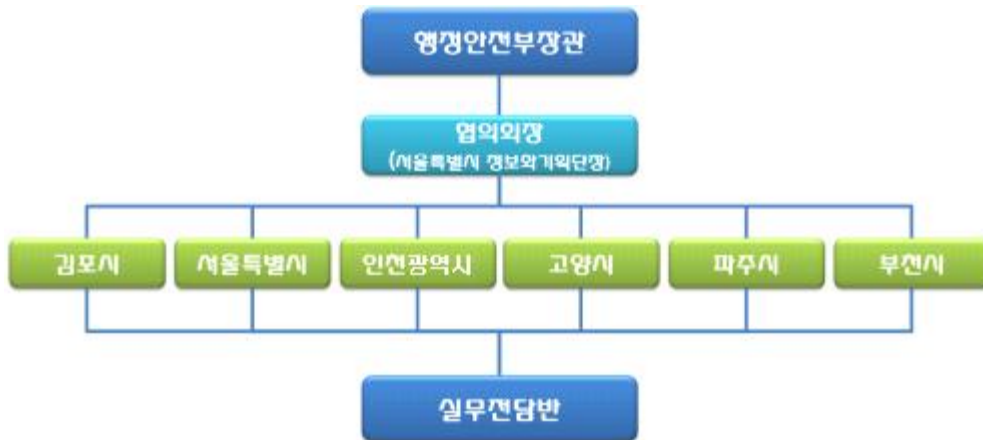 행정안전부장관
협의회장
(서울특별시 정보화기획단장)
김포시
서울특별시
인천광역시
고양시
파주시
부천시
실무전담반